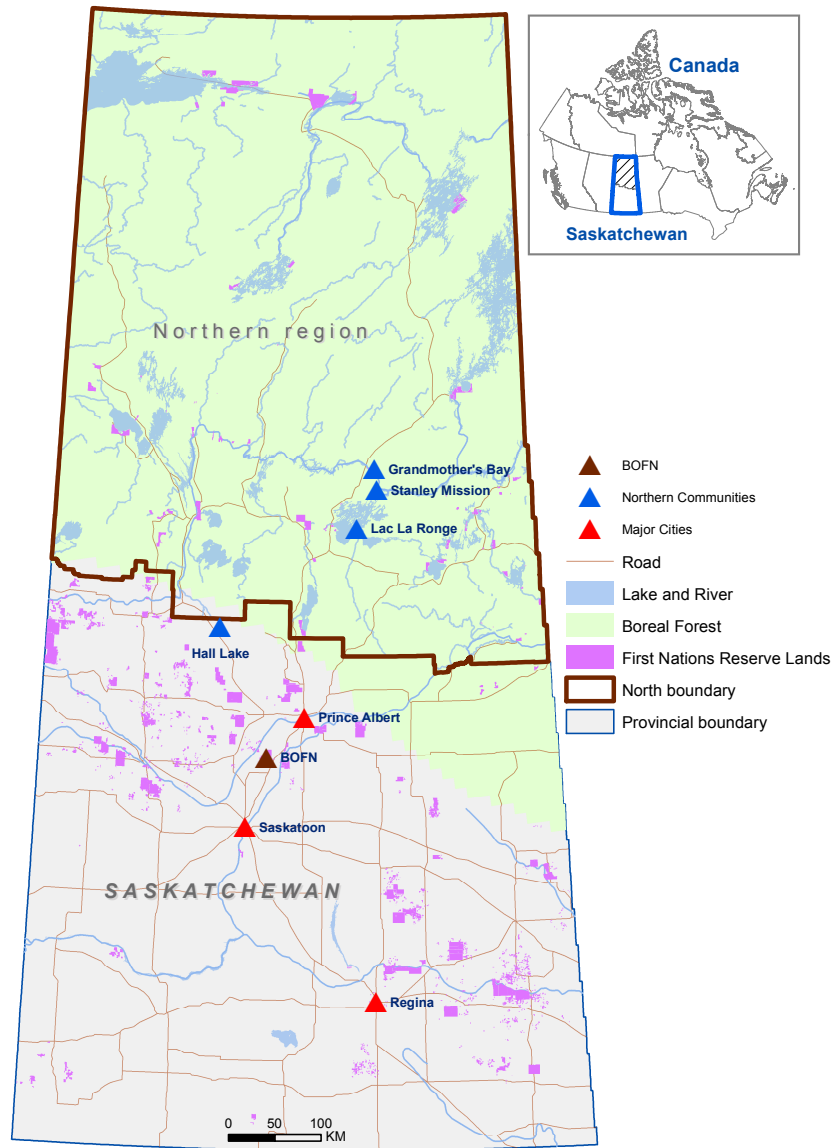 Canada
Saskatchewan
Northern region
Grandmother's Bay
Stanley Mission
Lac La Ronge
Hall Lake
Prince Albert
BOFN
Saskatoon
SASKATCHEWAN
Regina
BOFN
Northern Communities
Major Cities
Road
Lake and River
Boreal Forest
First Nations Reserve Lands
North boundary
Provincial boundary
0 50 100
KM